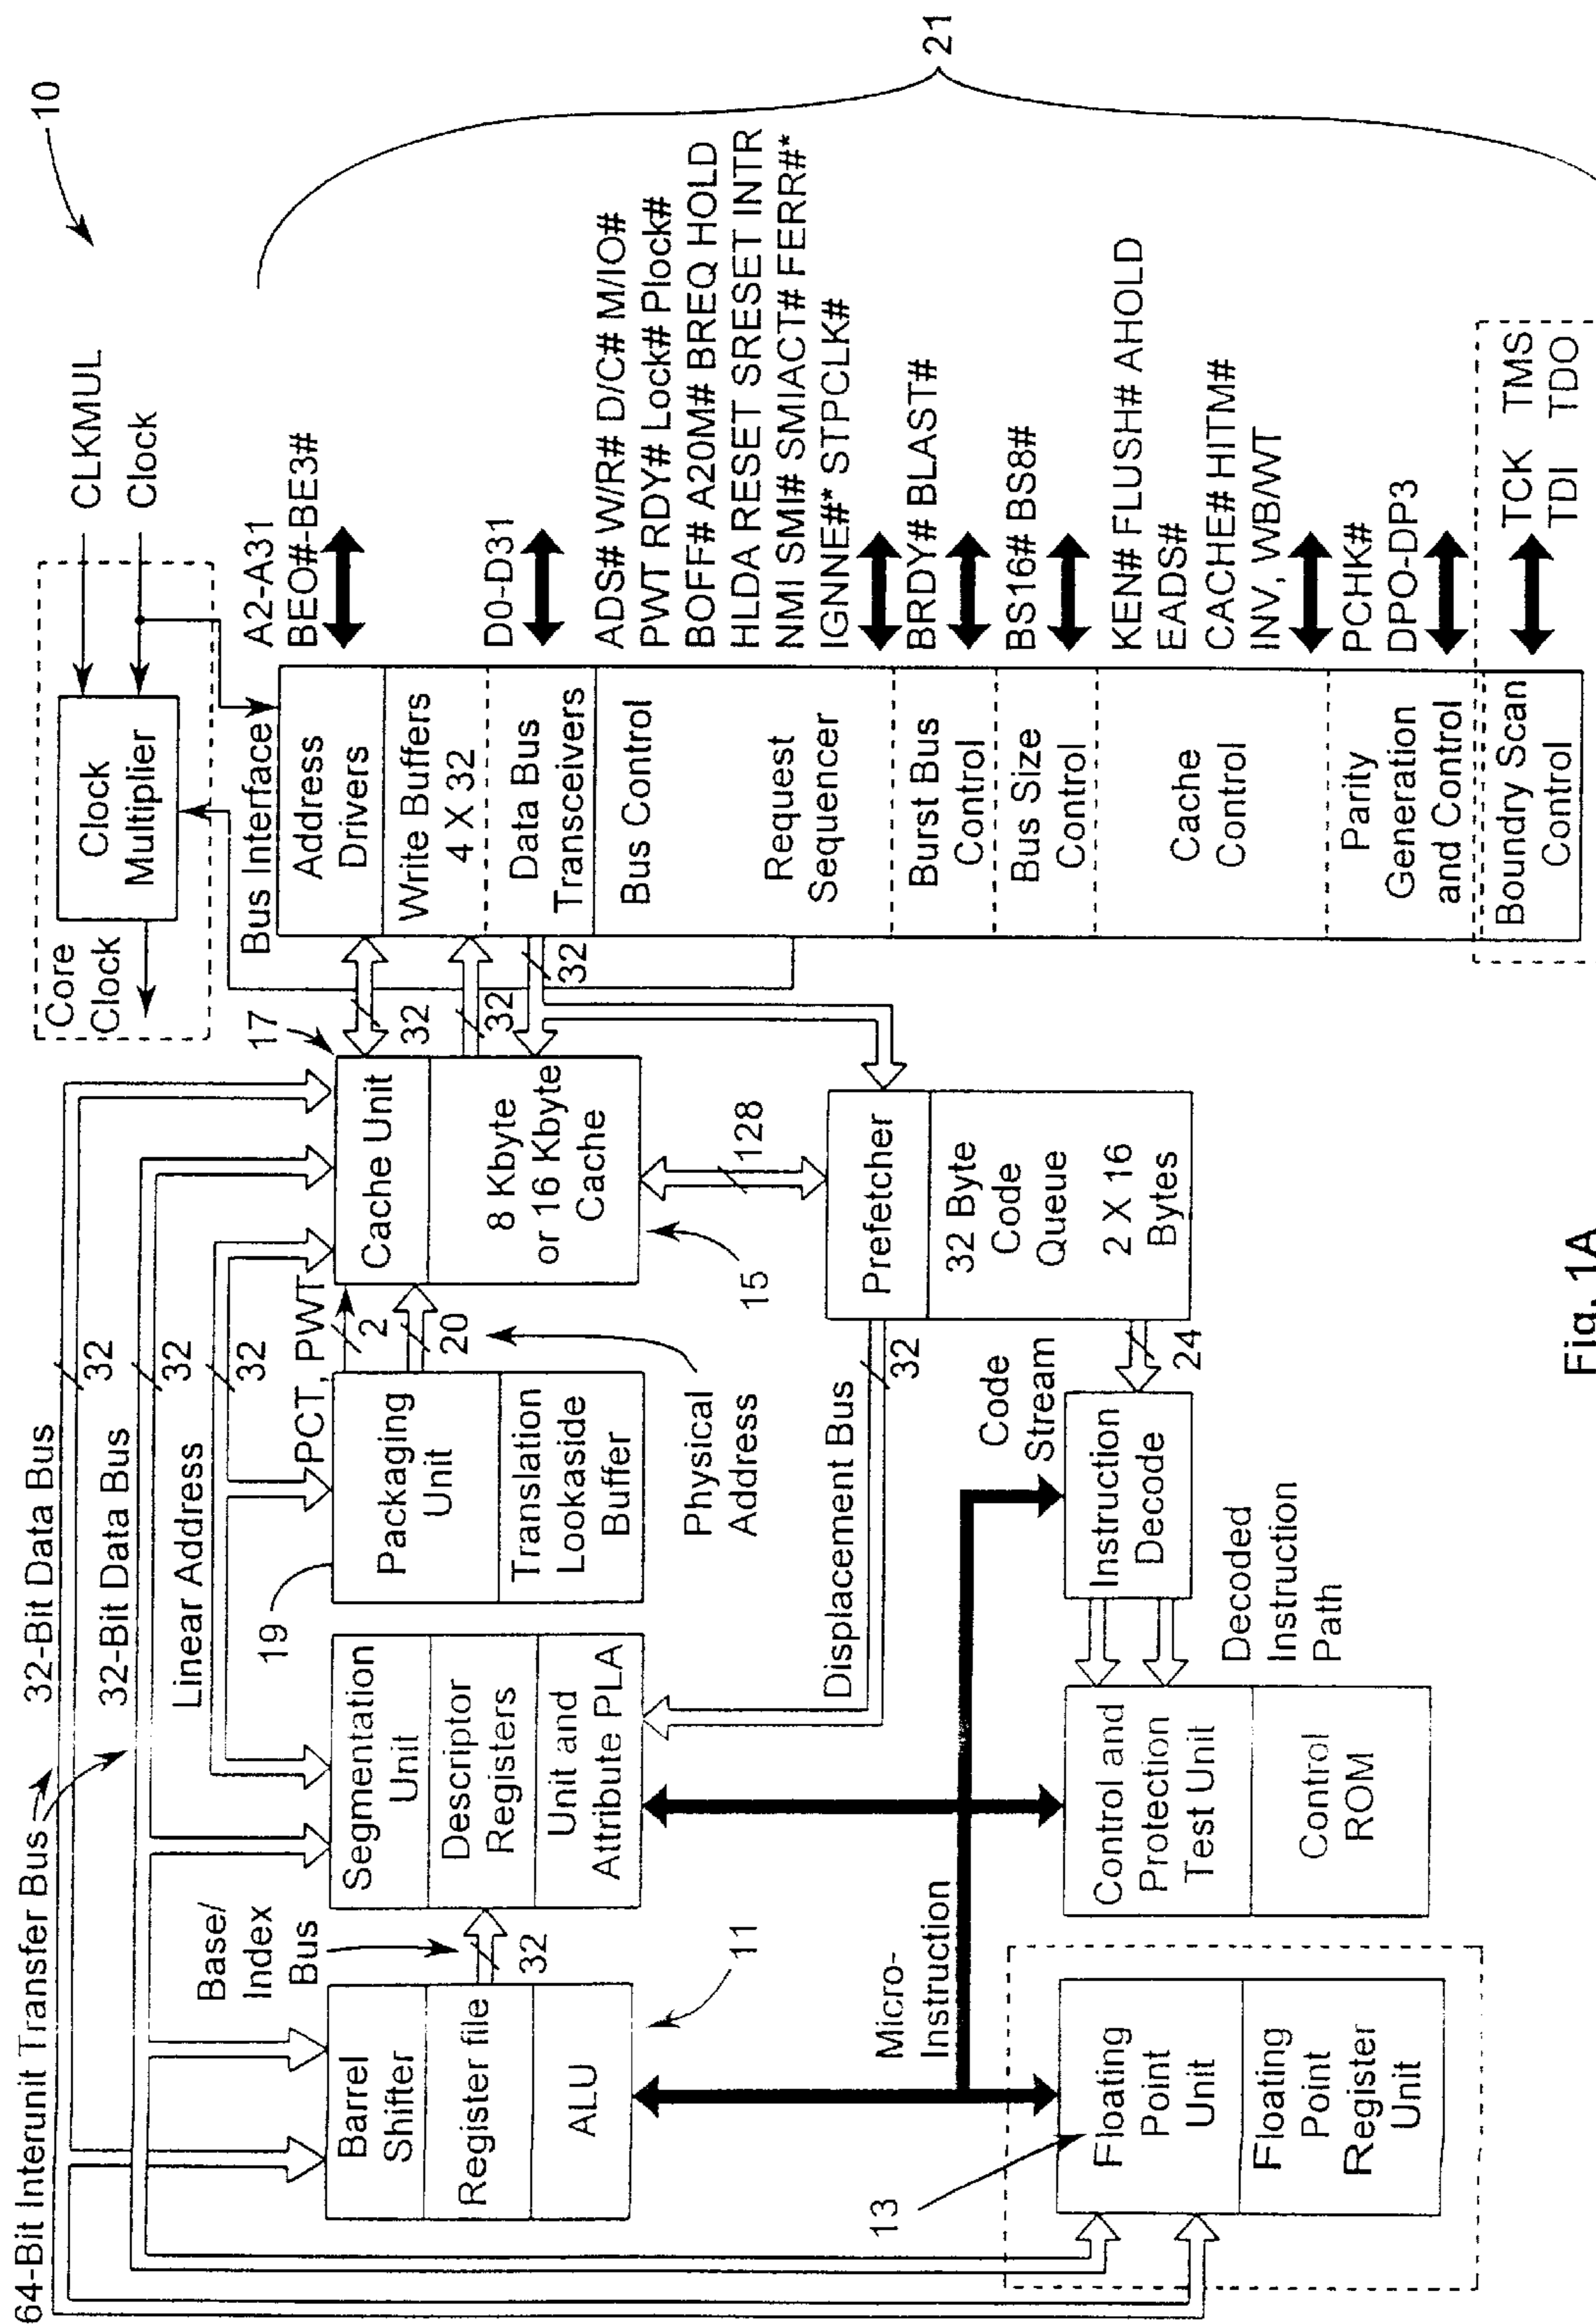 64-Bit Interunit Transfer Bus
32-Bit Data Bus
32
32-Bit Data Bus
32
Linear Address
32
Core
Clock
Clock
Multiplier
CLKMUL
Clock
10
Barrel
Shifter
Register file
ALU
11
Base/
Index
Bus
32
Segmentation
Unit
Descriptor
Registers
Unit and
Attribute PLA
19
Packaging
Unit
Translation
Lookaside
Buffer
PCT, PWT
2
20
Physical
Address
17
Cache Unit
8 Kbyte
or 16 Kbyte
Cache
15
32
32
32
128
Bus Interface
Address
Drivers
Write Buffers
4 X 32
Data Bus
Transceivers
Bus Control
Request
Sequencer
Burst Bus
Control
Bus Size
Control
Cache
Control
Parity
Generation
and Control
Boundry Scan
Control
A2-A31
BEO#-BE3#
D0-D31
ADS# W/R# D/C# M/IO#
PWT RDY# Lock# Plock#
BOFF# A20M# BREQ HOLD
HLDA RESET SRESET INTR
NMI SMI# SMIACT# FERR#*
IGNNE#* STPCLK#
BRDY# BLAST#
BS16# BS8#
KEN# FLUSH# AHOLD
EADS#
CACHE# HITM#
INV, WB/WT
PCHK#
DPO-DP3
TCK TMS
TDI TDO
21
Displacement Bus
32
Prefetcher
32 Byte
Code
Queue
2 X 16
Bytes
Micro-
Instruction
Code
Stream
24
Instruction
Decode
Decoded
Instruction
Path
Control and
Protection
Test Unit
Control
ROM
13
Floating
Point
Unit
Floating
Point
Register
Unit
Fig. 1A